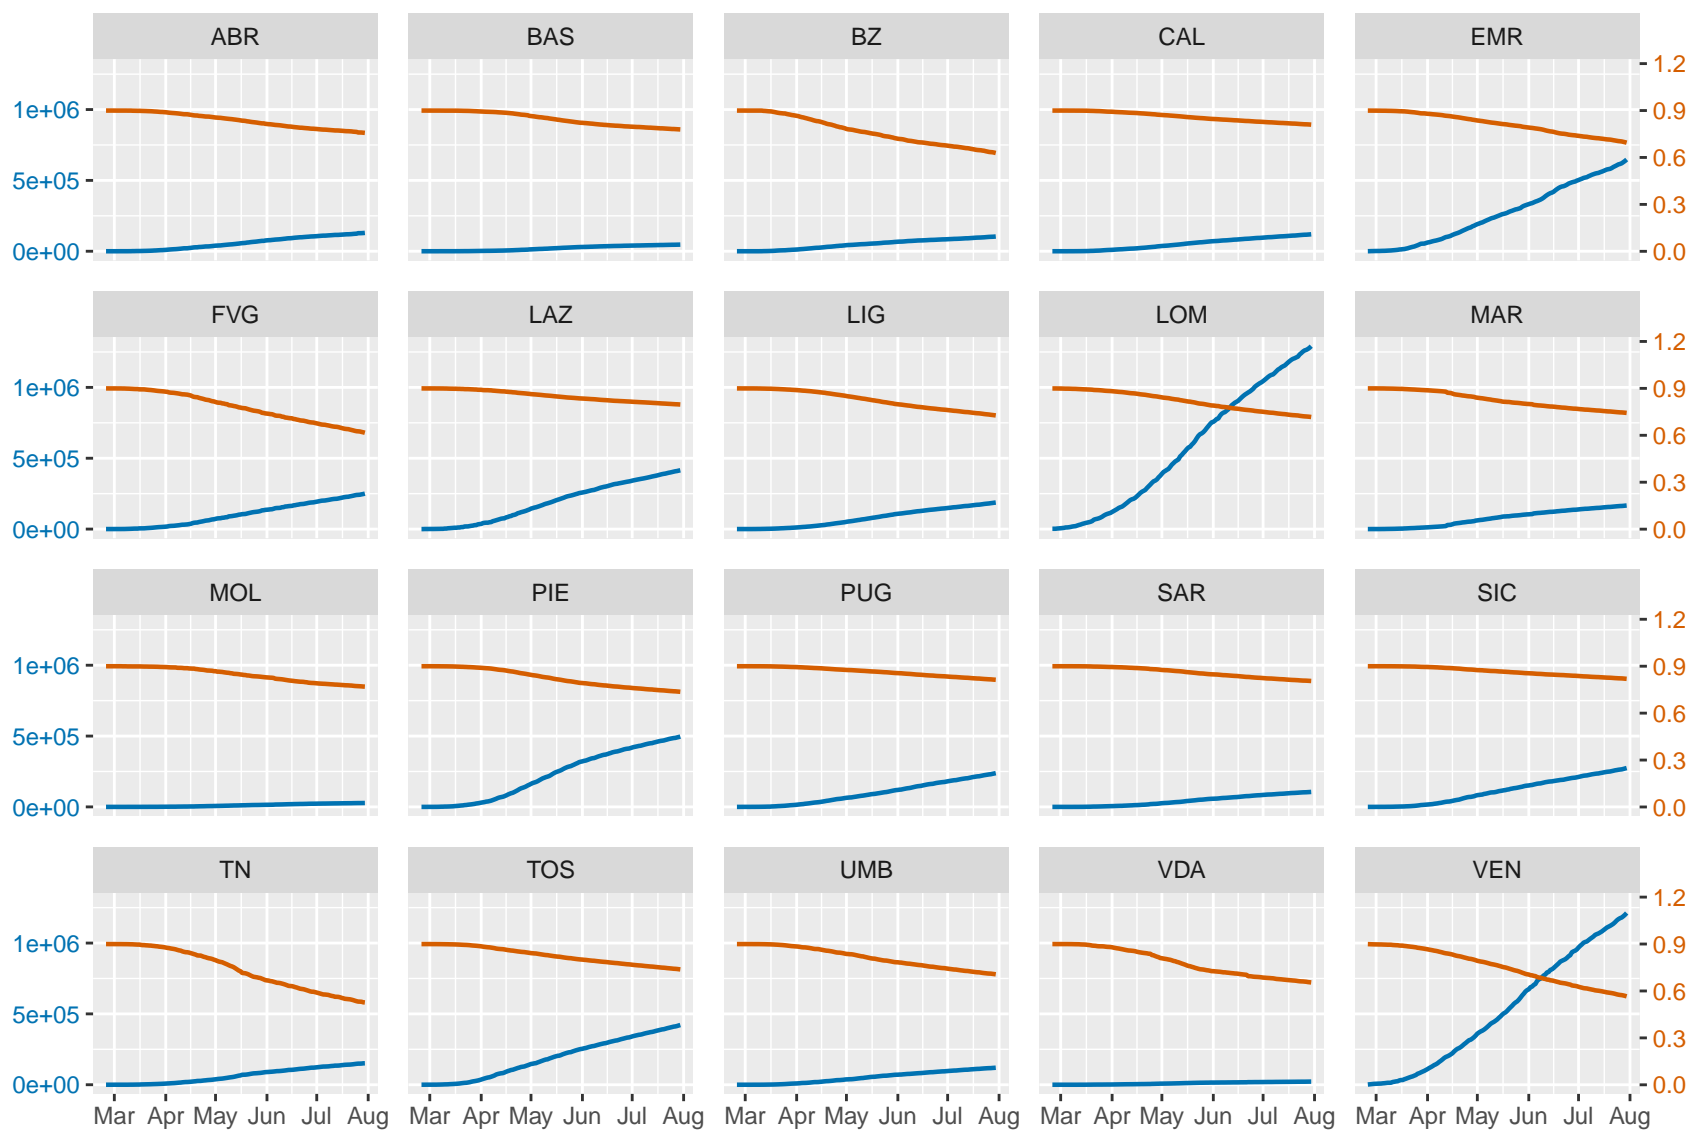 ABR BAS BZ CAL EMR
1.2
1e+06 0.9
0.6
5e+05
0.3
0e+00 0.0
FVG LAZ LIG LOM MAR
1.2
1e+06 0.9
0.6
5e+05
0.3
0e+00 0.0
MOL PIE PUG SAR SIC
1.2
1e+06 0.9
0.6
5e+05
0.3
0e+00 0.0
TN TOS UMB VDA VEN
1.2
1e+06 0.9
0.6
5e+05
0.3
0e+00 0.0
Mar Apr May Jun Jul Aug Mar Apr May Jun Jul Aug Mar Apr May Jun Jul Aug Mar Apr May Jun Jul Aug Mar Apr May Jun Jul Aug